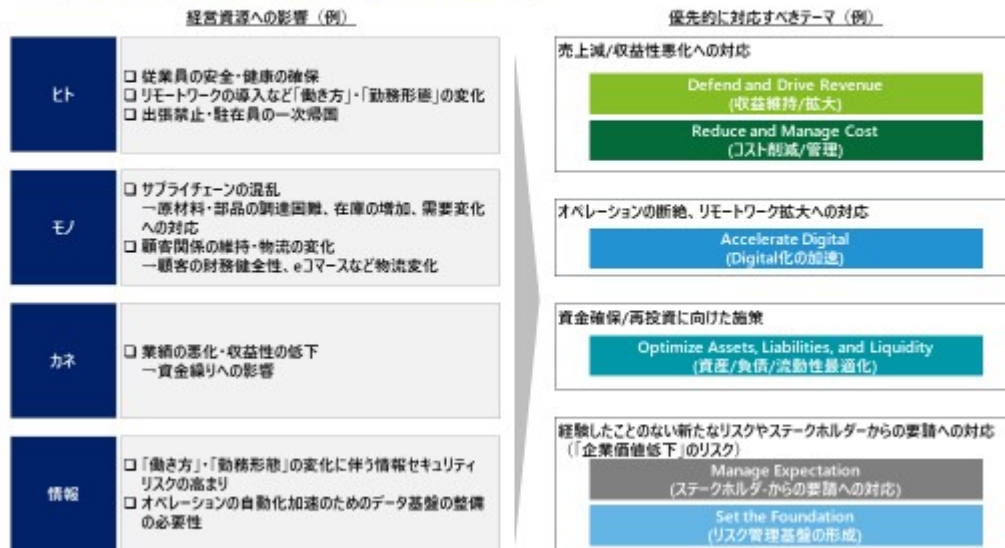 経営資源への影響（例）
ヒト
❑ 従業員の安全・健康の確保
❑ リモートワークの導入など「働き方」・「勤務形態」の変化
❑ 出張禁止・駐在員の一次帰国
モノ
❑ サプライチェーンの混乱
→原材料・部品の調達困難、在庫の増加、需要変化
への対応
❑ 顧客関係の維持・物流の変化
→顧客の財務健全性、eコマースなど物流変化
カネ
❑ 業績の悪化・収益性の低下
→資金繰りへの影響
情報
❑ 「働き方」・「勤務形態」の変化に伴う情報セキュリティ
リスクの高まり
❑ オペレーションの自動化加速のためのデータ基盤の整備
の必要性
優先的に対応すべきテーマ（例）
売上減/収益性悪化への対応
Defend and Drive Revenue
(収益維持/拡大)
Reduce and Manage Cost
(コスト削減/管理)
オペレーションの断絶、リモートワーク拡大への対応
Accelerate Digital
(Digital化の加速)
資金確保/再投資に向けた施策
Optimize Assets, Liabilities, and Liquidity
(資産/負債/流動性最適化)
経験したことのない新たなリスクやステークホルダーからの要請への対応
（「企業価値低下」のリスク）
Manage Expectation
(ステークホルダ-からの要請への対応)
Set the Foundation
(リスク管理基盤の形成)